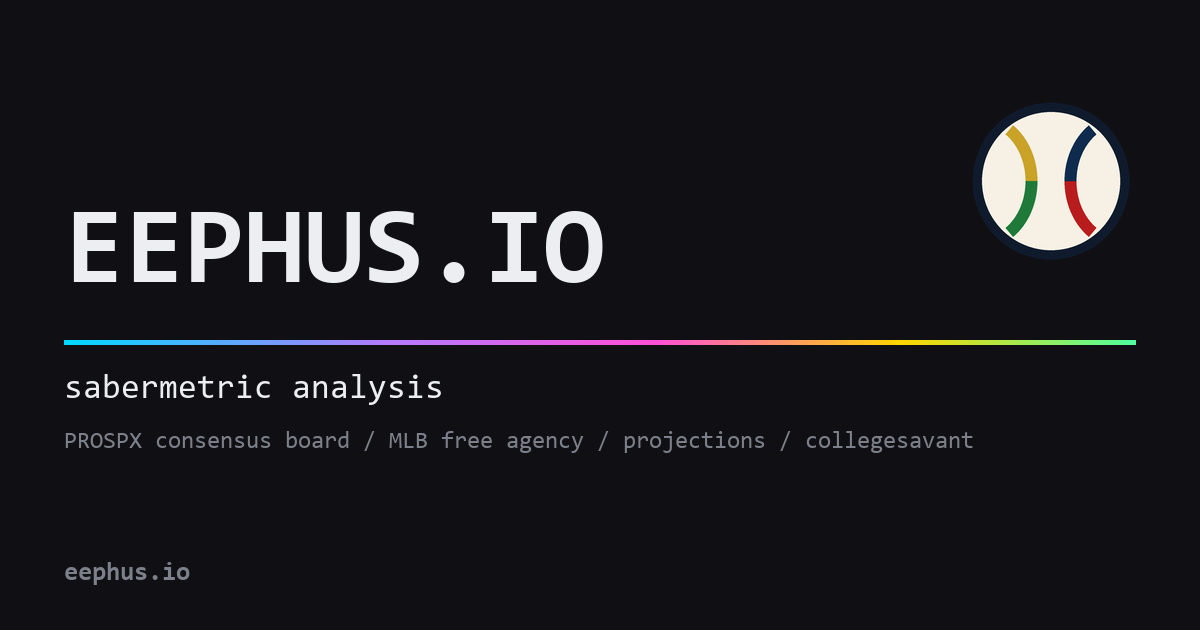 EEPHUS.IO
sabermetric analysis
PROSPX consensus board / MLB free agency / projections / collegesavant
eephus.io